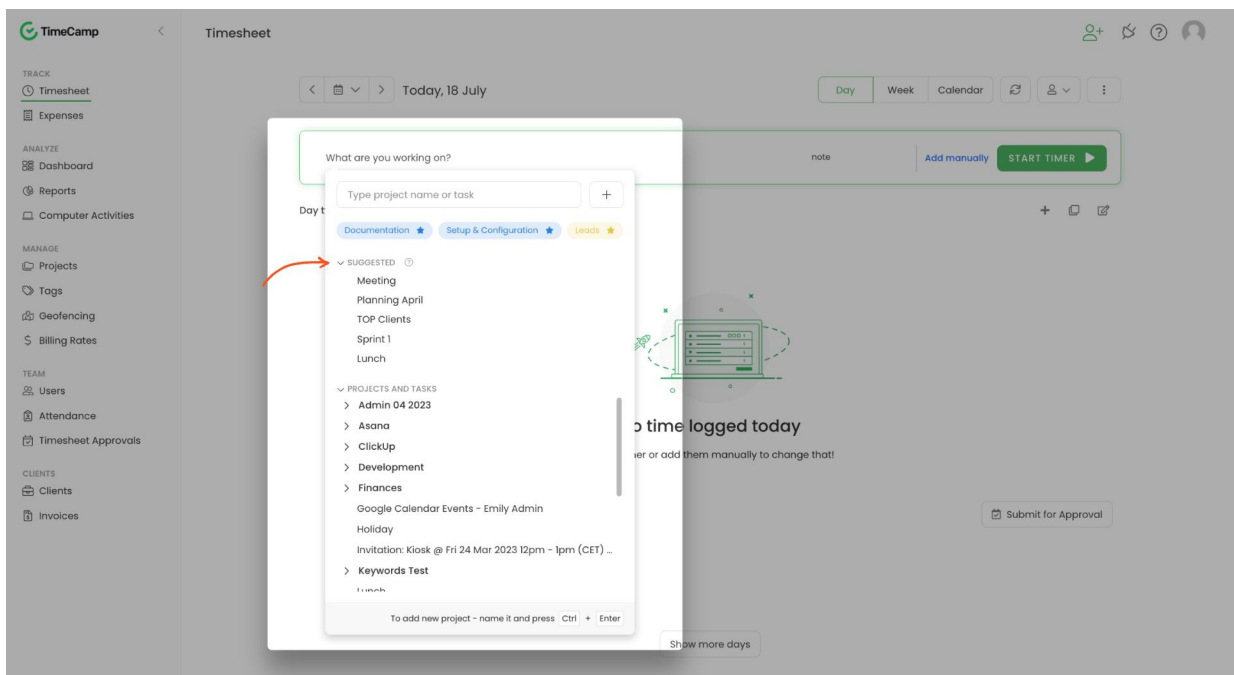 TimeCamp
Timesheet
TRACK
Timesheet
Expenses
ANALYZE
Dashboard
Reports
Computer Activities
MANAGE
Projects
Tags
Geofencing
Billing Rates
TEAM
Users
Attendance
Timesheet Approvals
CLIENTS
Clients
Invoices
Today, 18 July
Day Week Calendar
What are you working on?
note
Add manually
START TIMER
Day t
Type project name or task
Documentation Setup & Configuration Leads
SUGGESTED
Meeting
Planning April
TOP Clients
Sprint 1
Lunch
PROJECTS AND TASKS
Admin 04 2023
Asana
ClickUp
Development
Finances
Google Calendar Events - Emily Admin
Holiday
Invitation: Kiosk @ Fri 24 Mar 2023 12pm - 1pm (CET) ...
Keywords Test
Lunch
To add new project - name it and press Ctrl + Enter
o time logged today
er or add them manually to change that!
Submit for Approval
Show more days